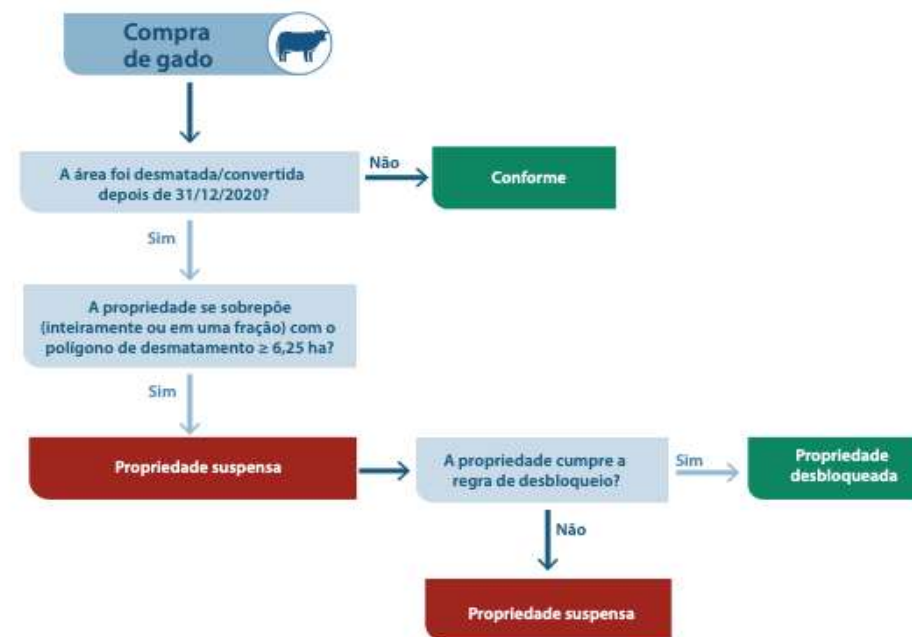 Compra
de gado
A área foi desmatada/convertida
depois de 31/12/2020?
Não
Conforme
Sim
A propriedade se sobrepõe
(inteiramente ou em uma fração) com o
polígono de desmatamento ≥ 6,25 ha?
Sim
Propriedade suspensa
A propriedade cumpre a
regra de desbloqueio?
Sim
Propriedade
desbloqueada
Não
Propriedade suspensa